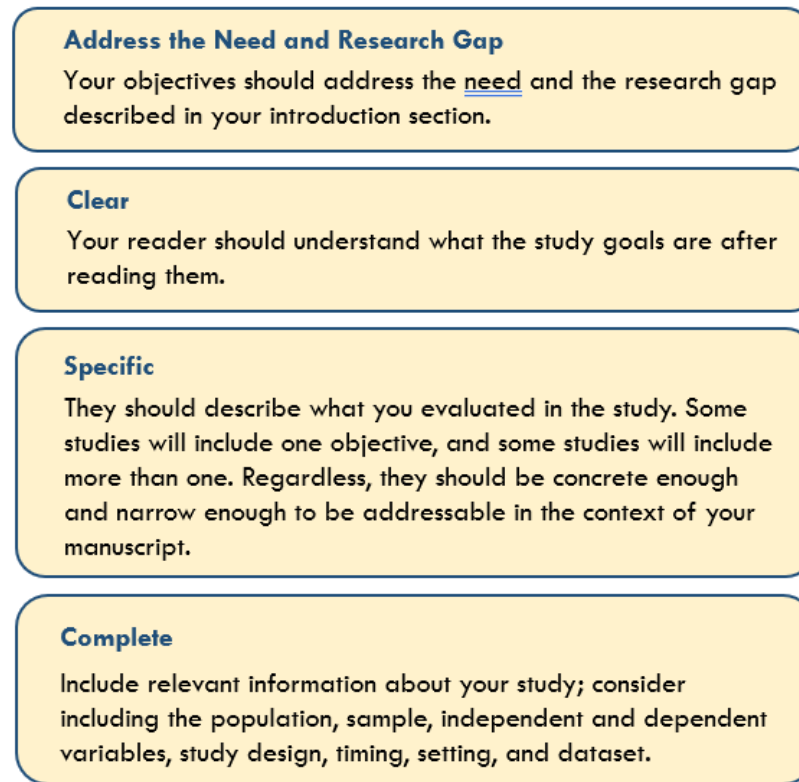 Address the Need and Research Gap
Your objectives should address the need and the research gap
described in your introduction section.
Clear
Your reader should understand what the study goals are after
reading them.
Specific
They should describe what you evaluated in the study. Some
studies will include one objective, and some studies will include
more than one. Regardless, they should be concrete enough
and narrow enough to be addressable in the context of your
manuscript.
Complete
Include relevant information about your study; consider
including the population, sample, independent and dependent
variables, study design, timing, setting, and dataset.